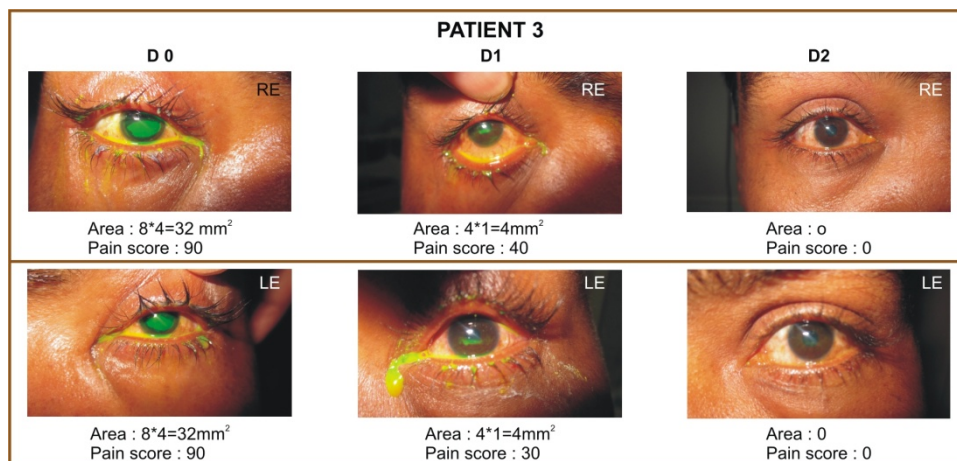 PATIENT 3
D 0
D1
D2
RE
RE
RE
Area : 8*4=32 mm²
Pain score : 90
Area : 4*1=4mm²
Pain score : 40
Area : o
Pain score : 0
LE
LE
LE
Area : 8*4=32mm²
Pain score : 90
Area : 4*1=4mm²
Pain score : 30
Area : 0
Pain score : 0